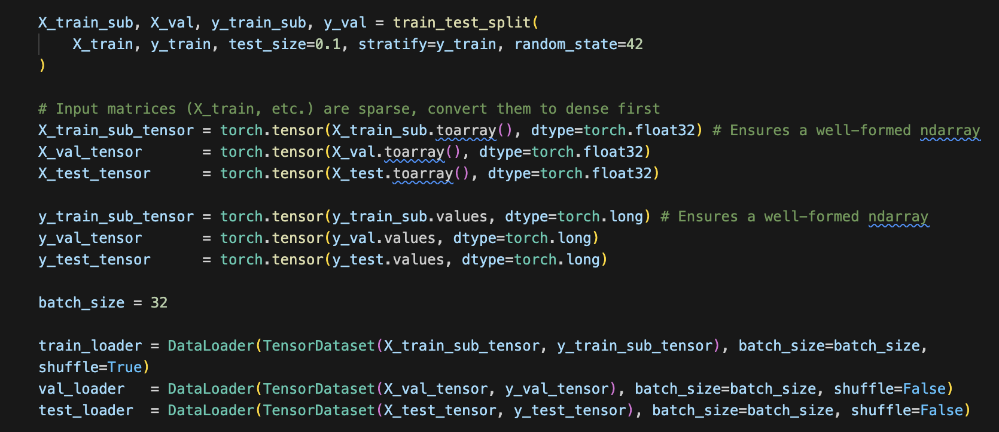 X_train_sub, X_val, y_train_sub, y_val = train_test_split(
    X_train, y_train, test_size=0.1, stratify=y_train, random_state=42
)

# Input matrices (X_train, etc.) are sparse, convert them to dense first
X_train_sub_tensor = torch.tensor(X_train_sub.toarray(), dtype=torch.float32) # Ensures a well-formed ndarray
X_val_tensor       = torch.tensor(X_val.toarray(), dtype=torch.float32)
X_test_tensor      = torch.tensor(X_test.toarray(), dtype=torch.float32)

y_train_sub_tensor = torch.tensor(y_train_sub.values, dtype=torch.long) # Ensures a well-formed ndarray
y_val_tensor       = torch.tensor(y_val.values, dtype=torch.long)
y_test_tensor      = torch.tensor(y_test.values, dtype=torch.long)

batch_size = 32

train_loader = DataLoader(TensorDataset(X_train_sub_tensor, y_train_sub_tensor), batch_size=batch_size,
shuffle=True)
val_loader   = DataLoader(TensorDataset(X_val_tensor, y_val_tensor), batch_size=batch_size, shuffle=False)
test_loader  = DataLoader(TensorDataset(X_test_tensor, y_test_tensor), batch_size=batch_size, shuffle=False)